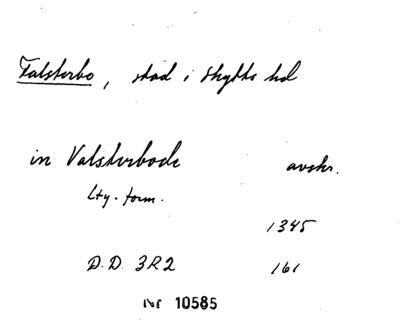 Falsterbo, stad i Skytts hd
in Valsterbode avskr.
lty. form.
1345
D.D. 3R2 161
Nr 10585